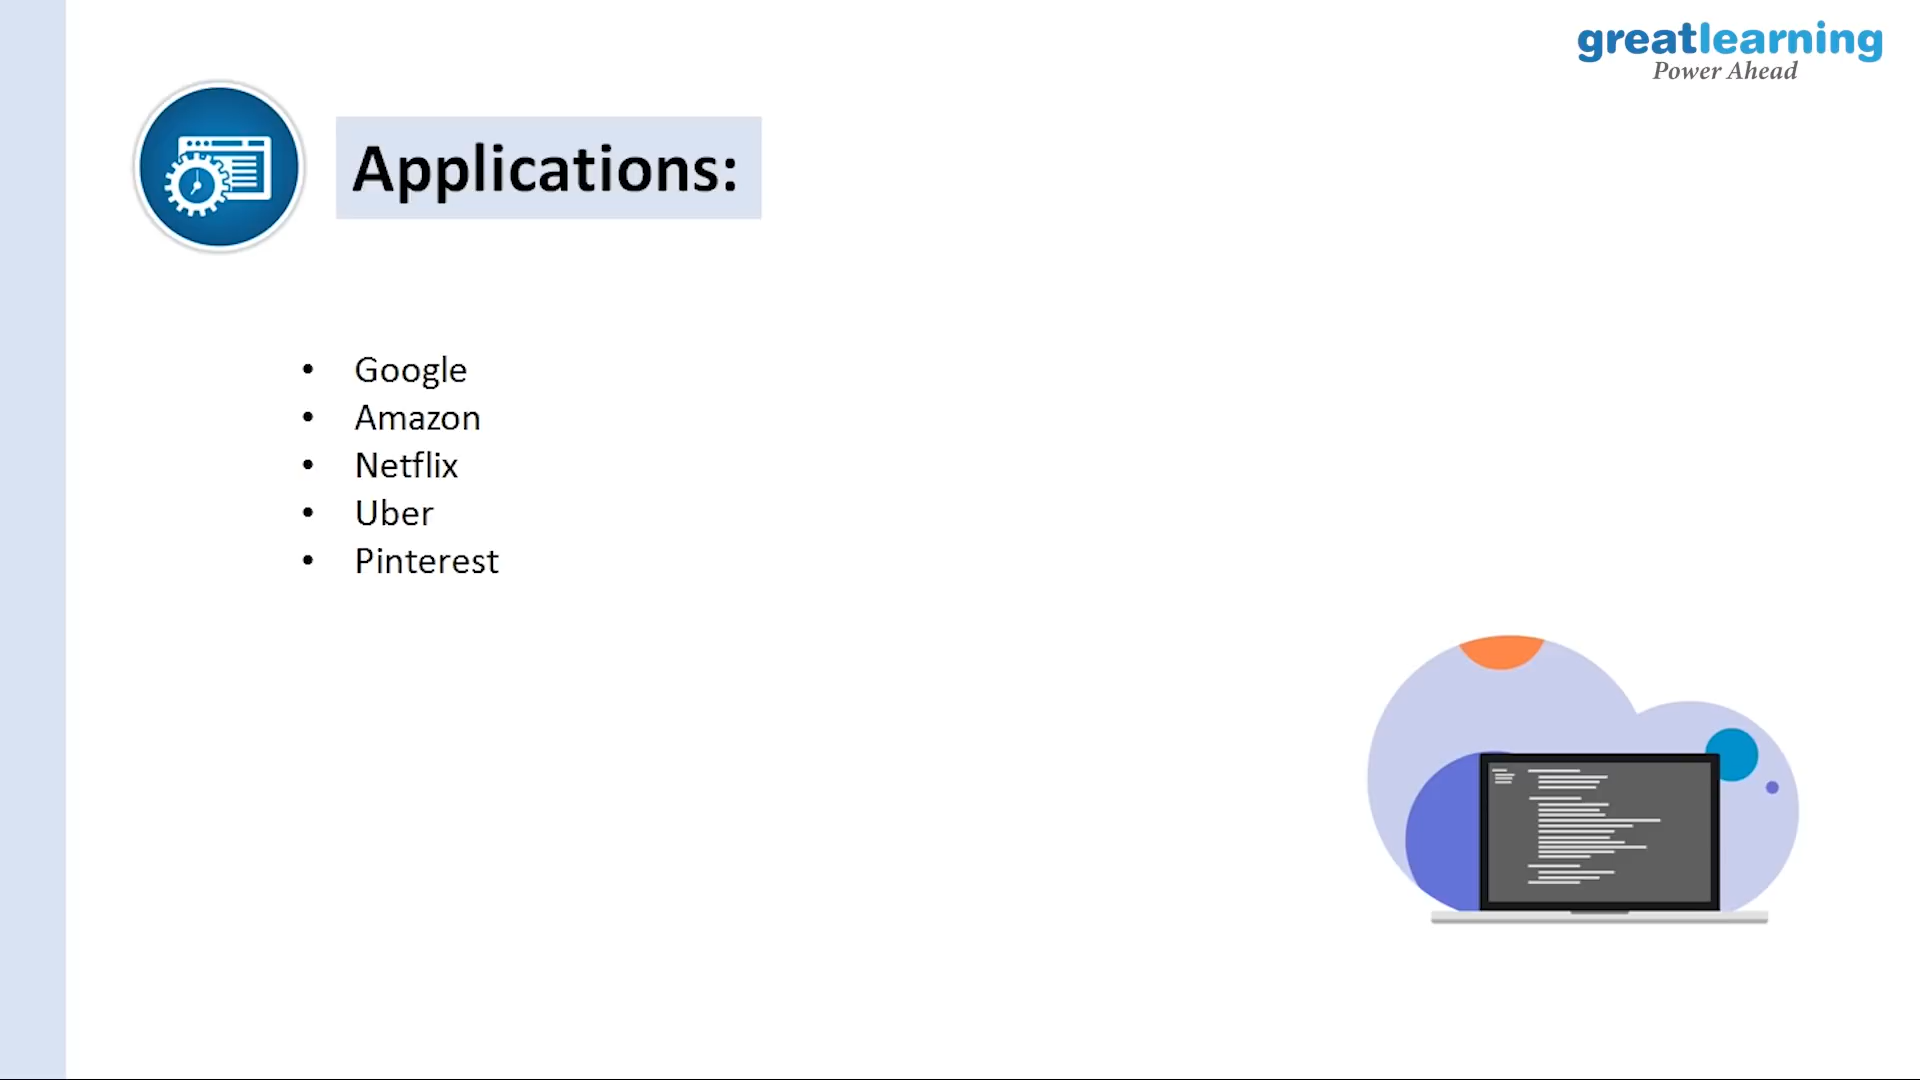 greatlearning
Power Ahead
Applications:
• Google
• Amazon
• Netflix
• Uber
• Pinterest